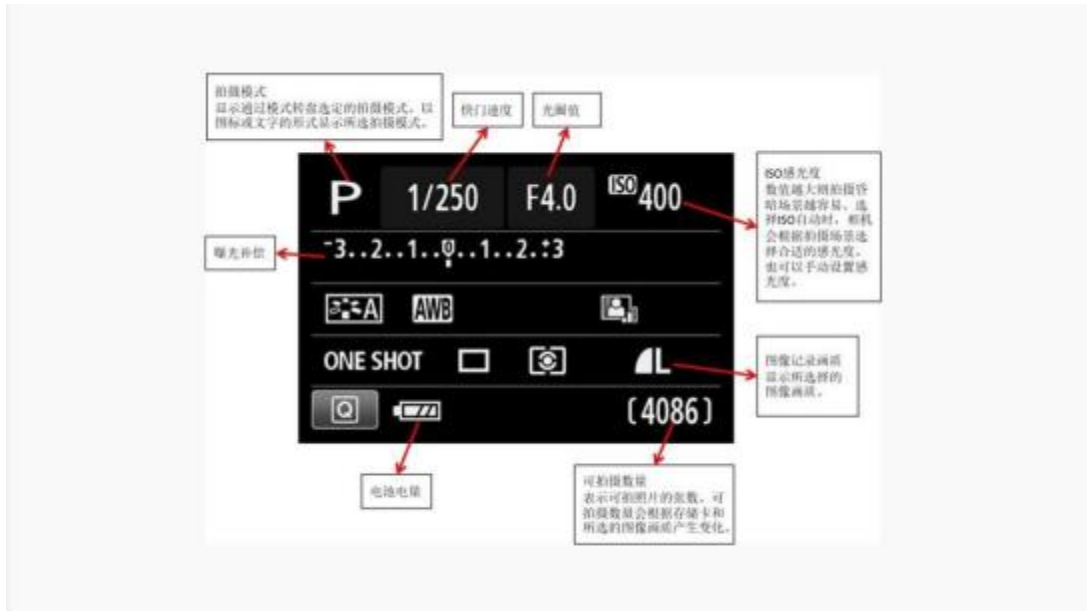 拍摄模式
显示通过模式转盘选定的拍摄模式。以
图标或文字的形式显示所选拍摄模式。
快门速度
光圈值
P
1/250
F4.0
ISO 400
ISO感光度
数值越大则拍摄昏
暗场景越容易。选
择ISO自动时，相机
会根据拍摄场景选
择合适的感光度。
也可以手动设置感
光度。
曝光补偿
-3..2..1..0..1..2.:+3
A
AWB
ONE SHOT
L
图像记录画质
显示所选择的
图像画质。
Q
(4086)
电池电量
可拍摄数量
表示可拍照片的张数。可
拍摄数量会根据存储卡和
所选的图像画质产生变化。